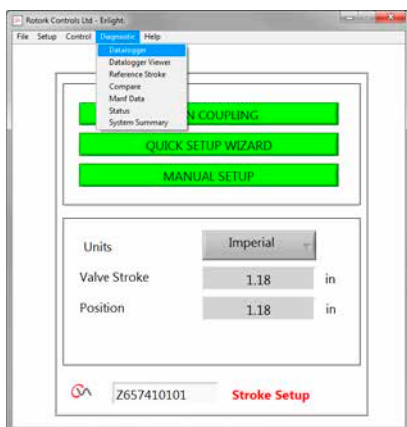 Rotork Controls Ltd - Enlight.
File Setup Control Diagnostic Help
Datalogger
Datalogger Viewer
Reference Stroke
Compare
Manf Data
Status
System Summary
N COUPLING
QUICK SETUP WIZARD
MANUAL SETUP
Units Imperial
Valve Stroke 1.18 in
Position 1.18 in
Z657410101 Stroke Setup